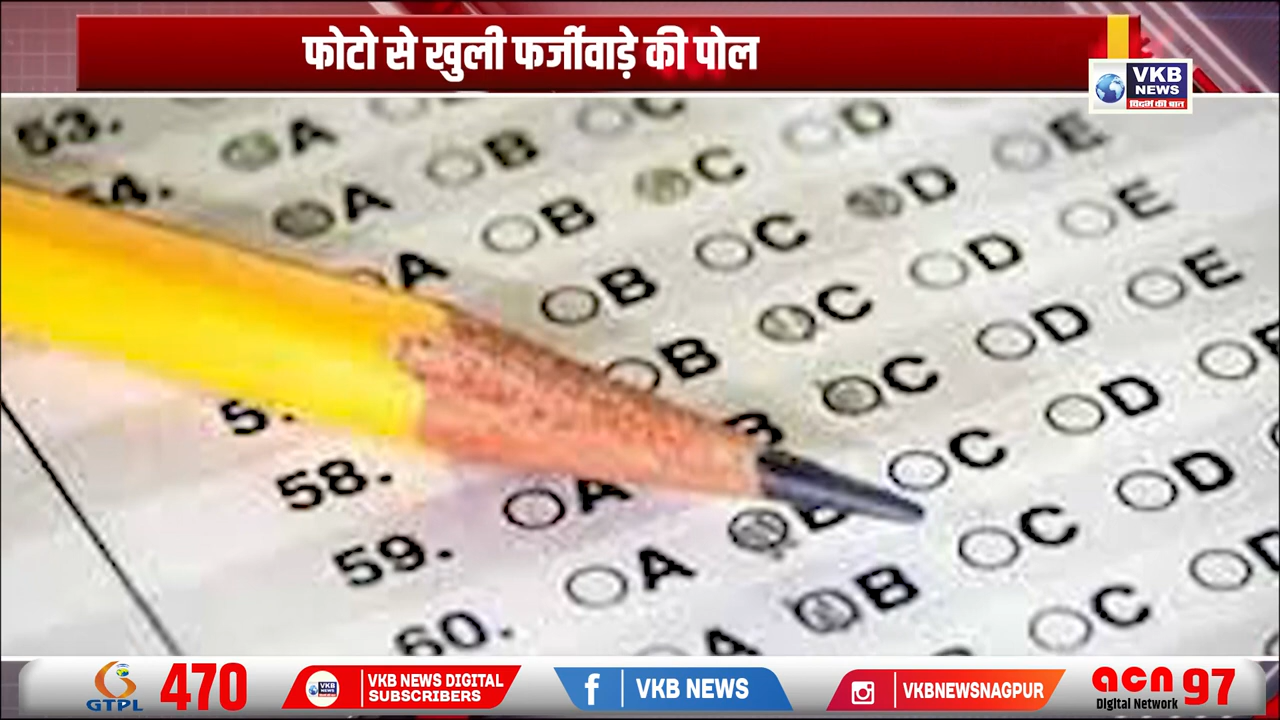 फोटो से खुली फर्जीवाड़े की पोल
VKB
NEWS
विदर्भ की बात
53. A B C D E
54. A B C D E
A B C D E
B C D E
58. A B C D
59. A B C D
60. A B C D
GTPL
470
VKB NEWS DIGITAL
SUBSCRIBERS
VKB NEWS
VKBNEWSNAGPUR
acn
Digital Network
97